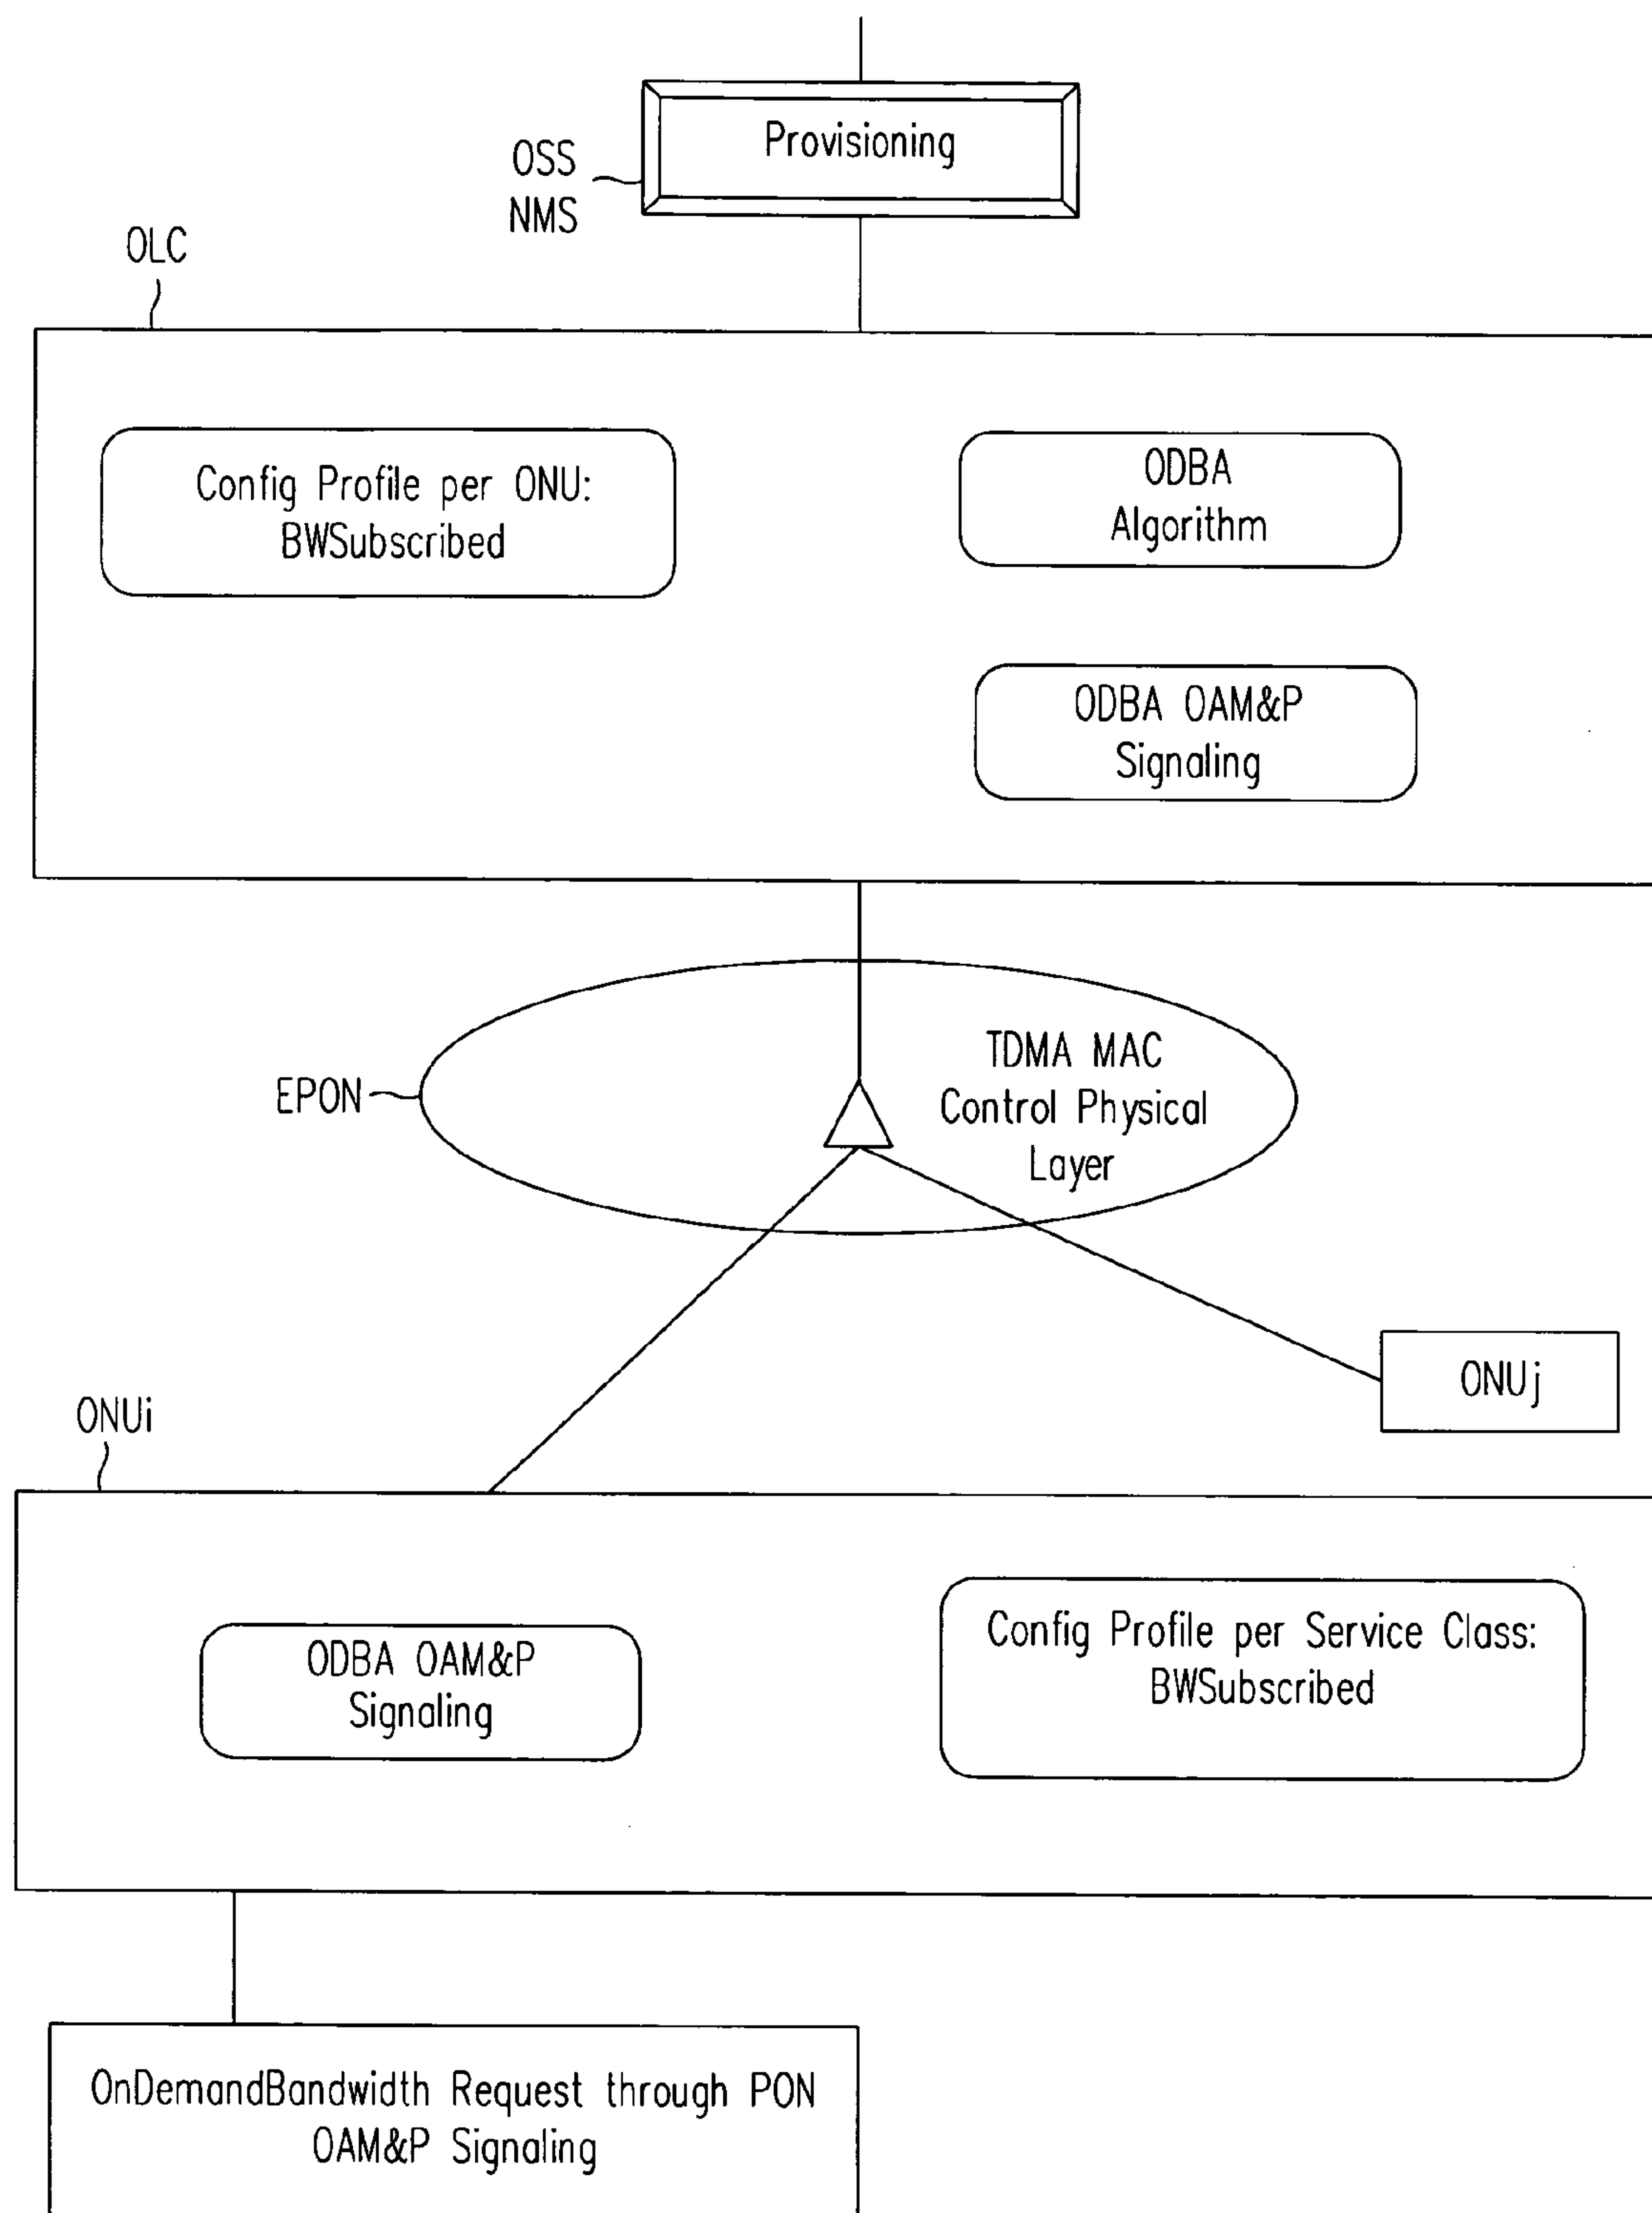 Provisioning
OSS
NMS
OLC
Config Profile per ONU:
BWSubscribed
ODBA
Algorithm
ODBA OAM&P
Signaling
EPON
TDMA MAC
Control Physical
Layer
ONUj
ONUi
ODBA OAM&P
Signaling
Config Profile per Service Class:
BWSubscribed
OnDemandBandwidth Request through PON
OAM&P Signaling